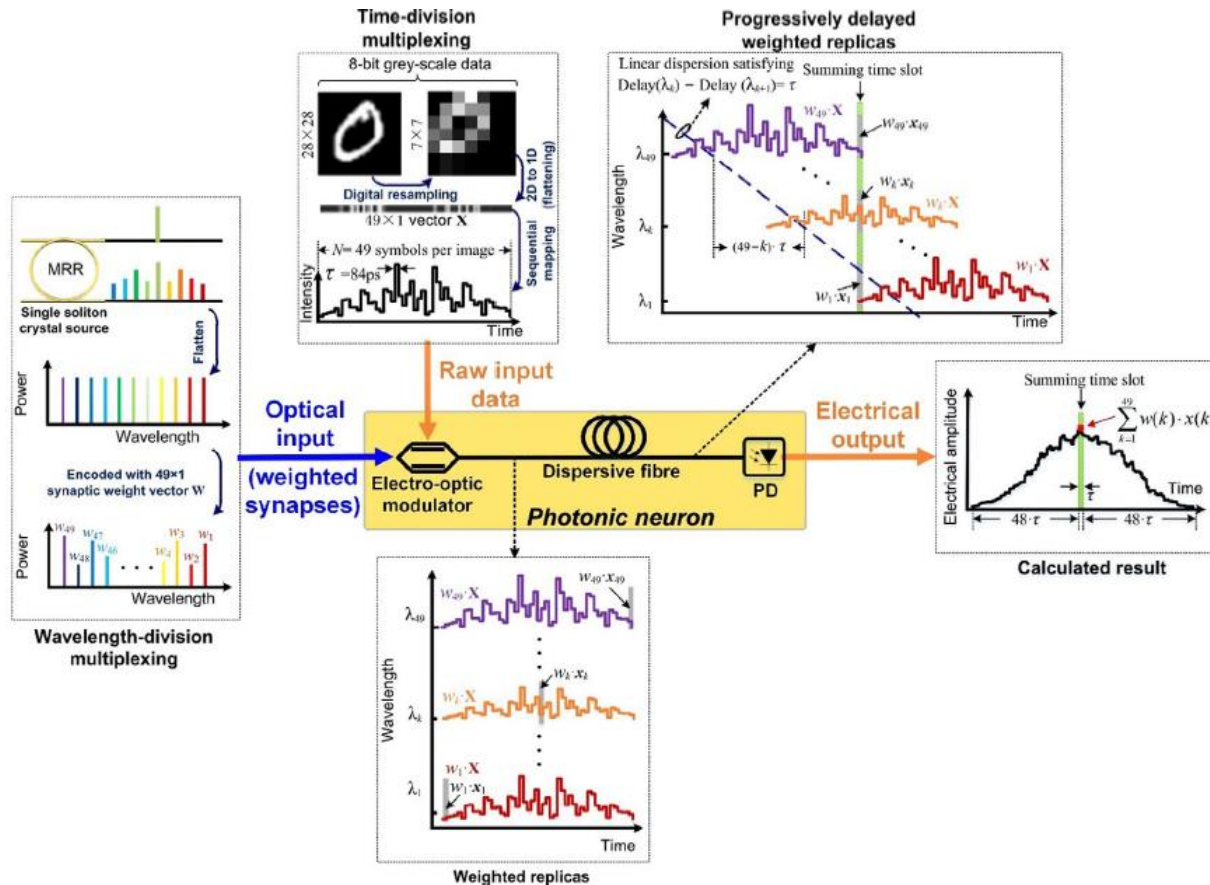 Time-division
multiplexing
8-bit grey-scale data
28 × 28
7 × 7
2D to 1D
(flattening)
Digital resampling
49×1 vector X
Sequential
mapping
N= 49 symbols per image
τ =84ps
Intensity
Time
Progressively delayed
weighted replicas
Linear dispersion satisfying
Delay(λk) − Delay (λk+1)= τ
Summing time slot
w49·X
w49·x49
λ49
wk·xk
wk·X
λk
(49−k)· τ
w1·X
w1·x1
λ1
Wavelength
Time
MRR
Single soliton
crystal source
Flatten
Power
Wavelength
Encoded with 49×1
synaptic weight vector W
w49
w48
w47
w46
w4
w3
w2
w1
Power
Wavelength
Wavelength-division
multiplexing
Optical
input
(weighted
synapses)
Raw input
data
Electro-optic
modulator
Dispersive fibre
PD
Photonic neuron
Electrical
output
Summing time slot
49
∑ w(k) · x(k
k=1
Electrical amplitude
τ
Time
48·τ
48·τ
Calculated result
w49·X
w49·x49
λ49
wk·X
wk·xk
λk
w1·X
w1·x1
λ1
Wavelength
Time
Weighted replicas